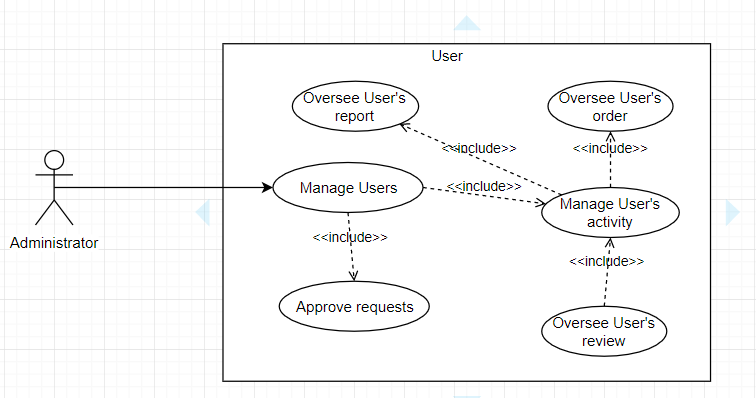 User
Oversee User's
report
Oversee User's
order
<<include>>
<<include>>
Manage Users
<<include>>
Manage User's
activity
Administrator
<<include>>
<<include>>
Approve requests
Oversee User's
review